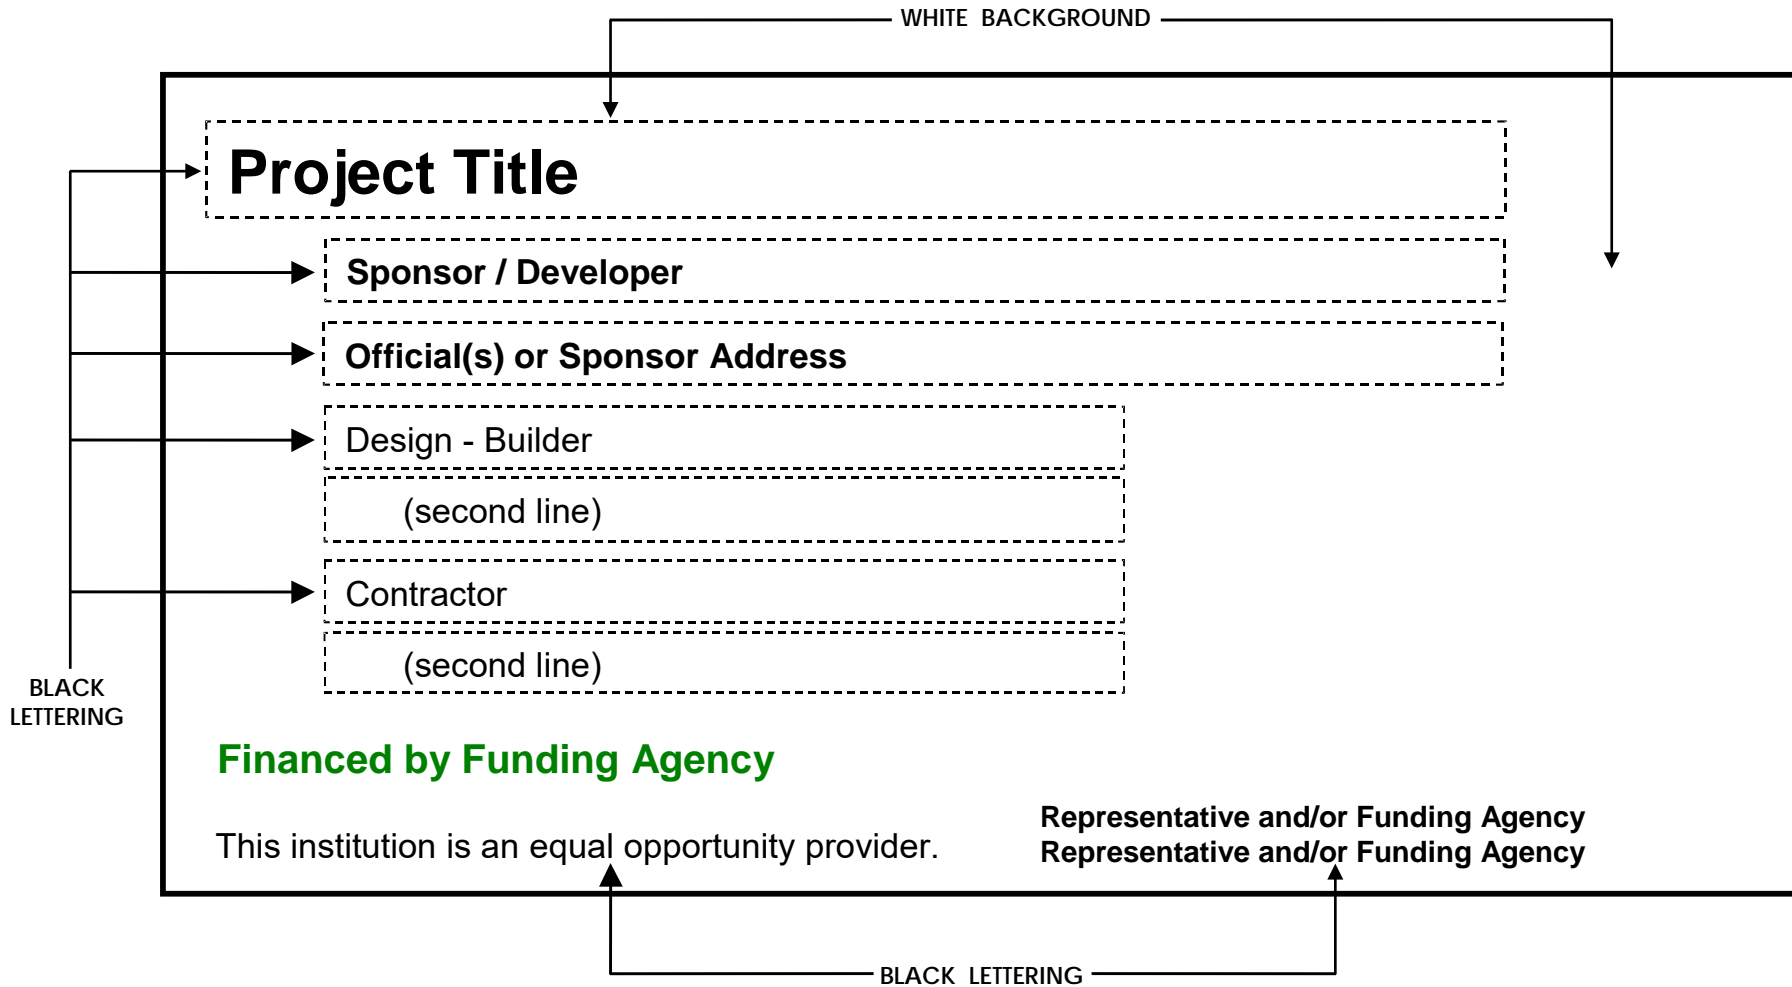 WHITE BACKGROUND
Project Title
Sponsor / Developer
Official(s) or Sponsor Address
Design - Builder
(second line)
Contractor
(second line)
BLACK
LETTERING
Financed by Funding Agency
This institution is an equal opportunity provider.
Representative and/or Funding Agency
Representative and/or Funding Agency
BLACK LETTERING